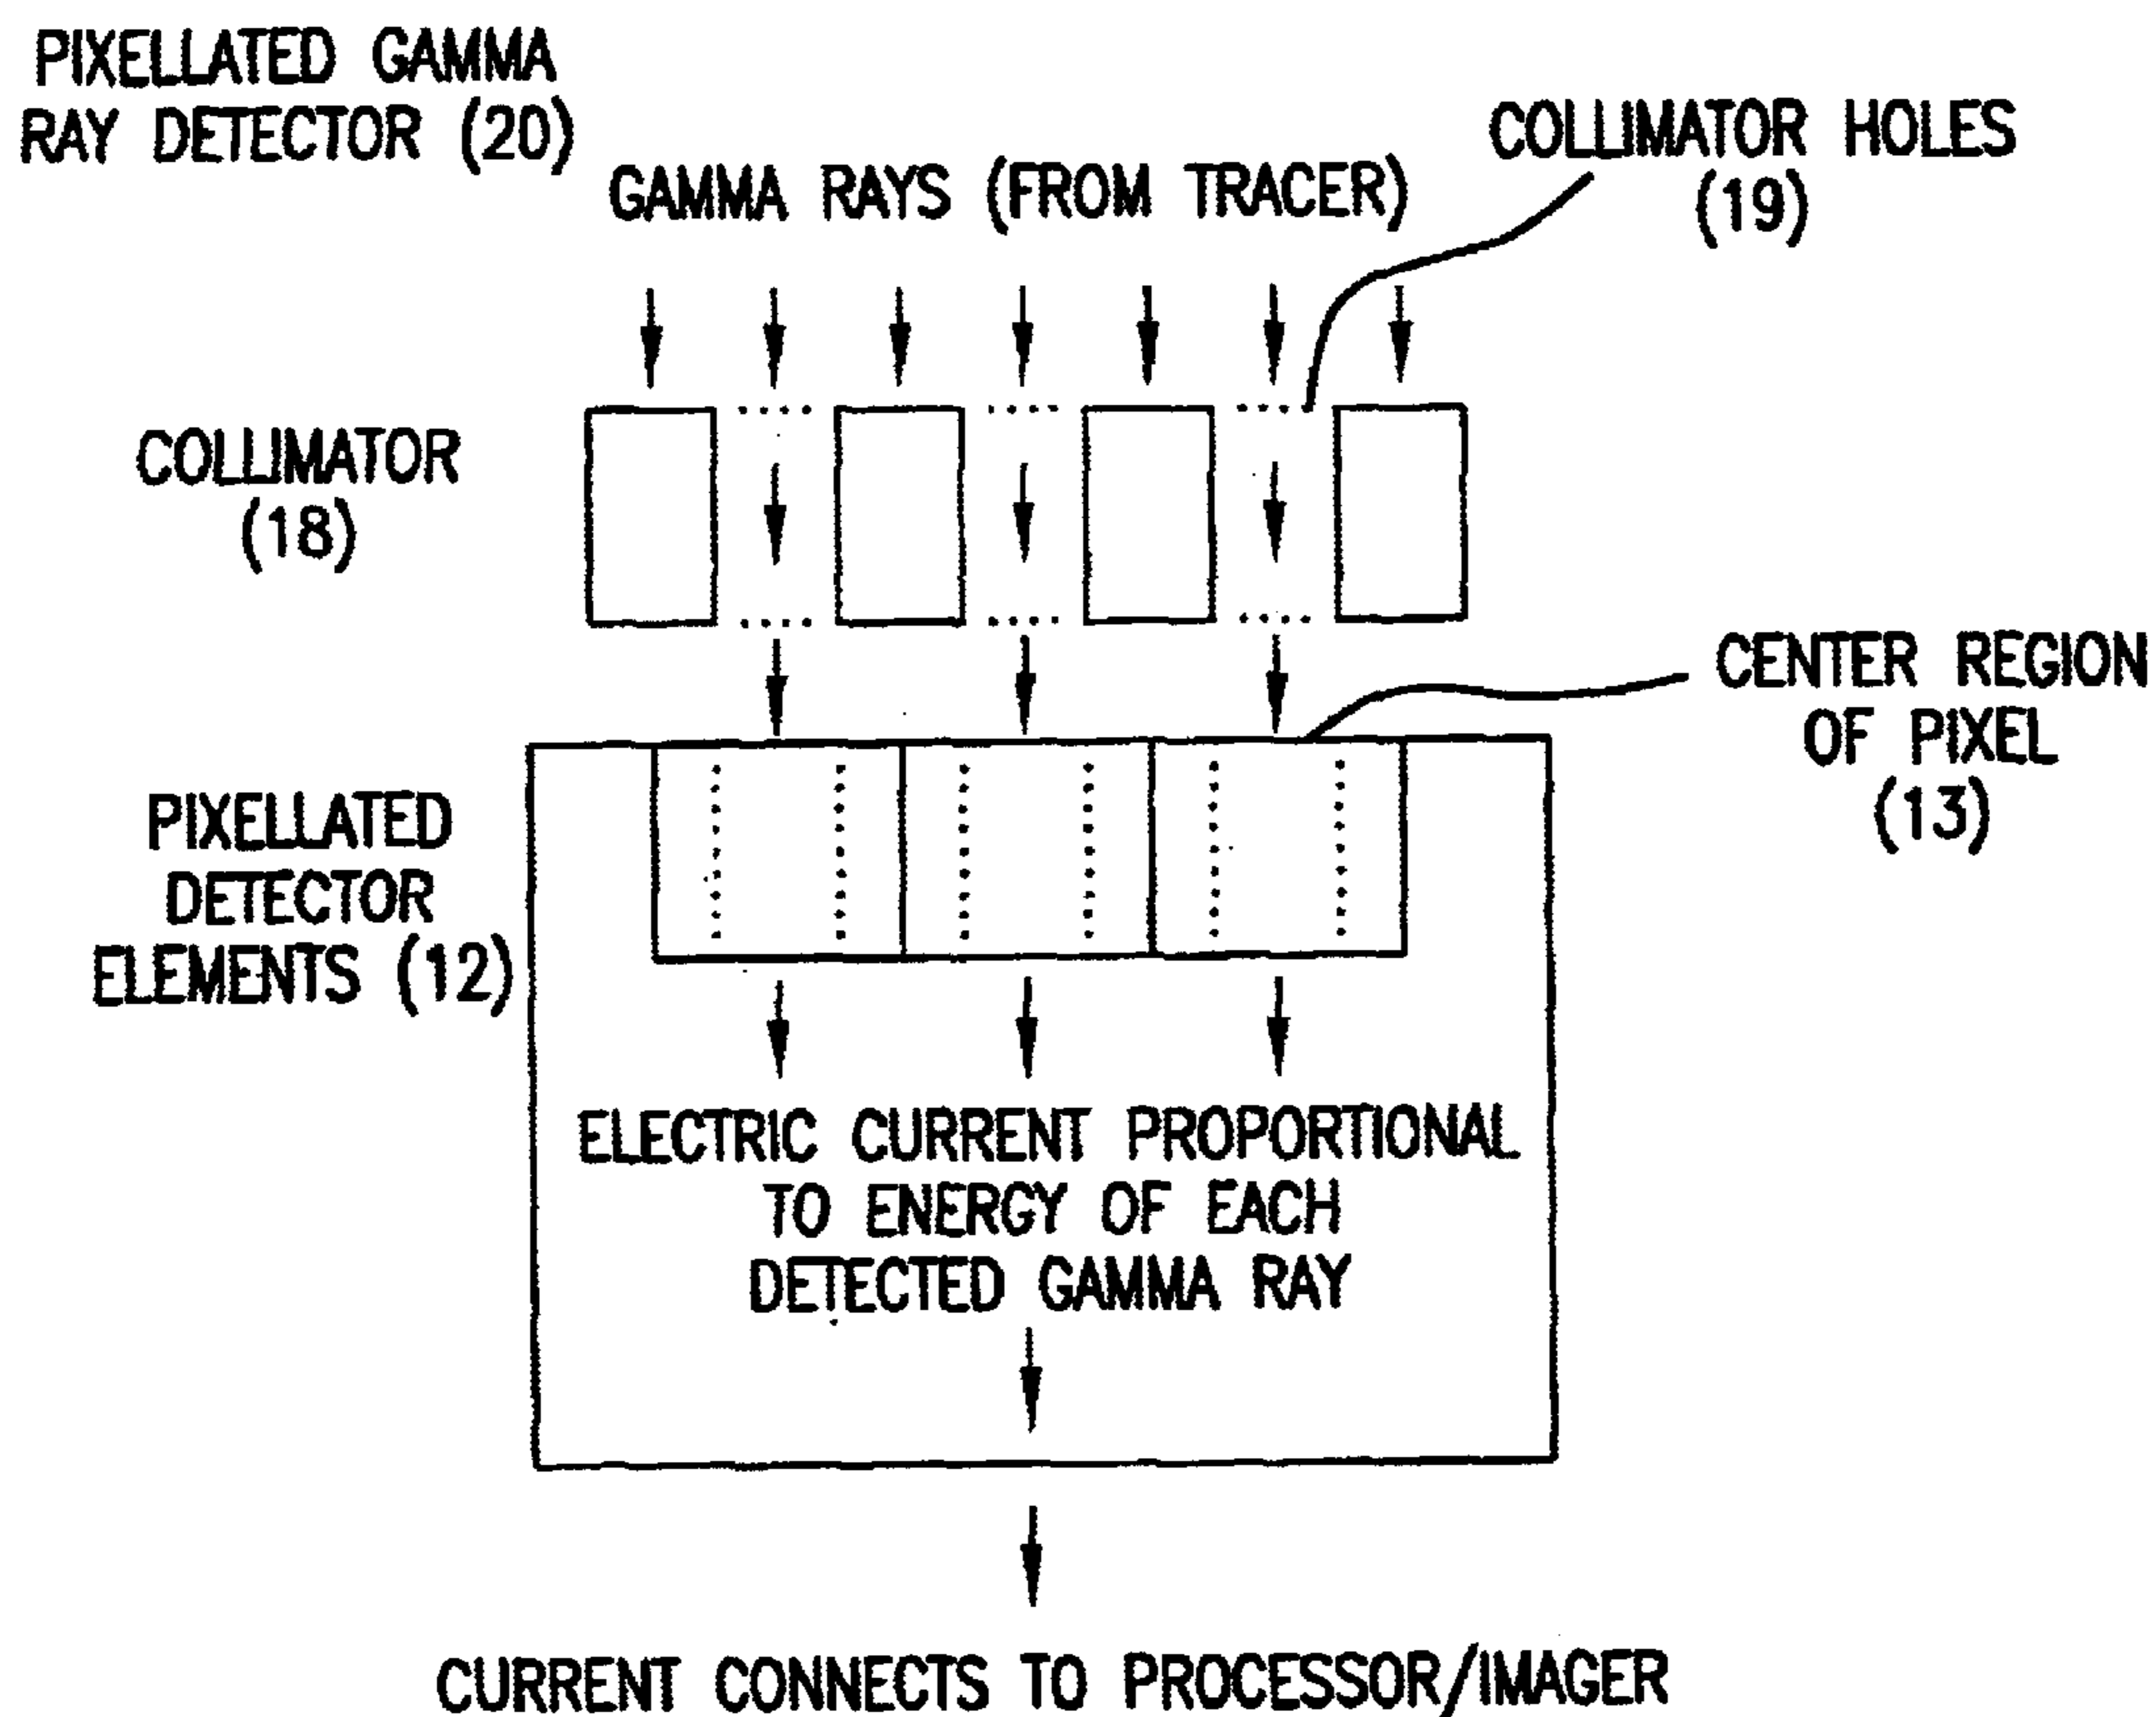 PIXELLATED GAMMA
RAY DETECTOR (20)
GAMMA RAYS (FROM TRACER)
COLLIMATOR HOLES
(19)
COLLIMATOR
(18)
CENTER REGION
OF PIXEL
(13)
PIXELLATED
DETECTOR
ELEMENTS (12)
ELECTRIC CURRENT PROPORTIONAL
TO ENERGY OF EACH
DETECTED GAMMA RAY
CURRENT CONNECTS TO PROCESSOR/IMAGER